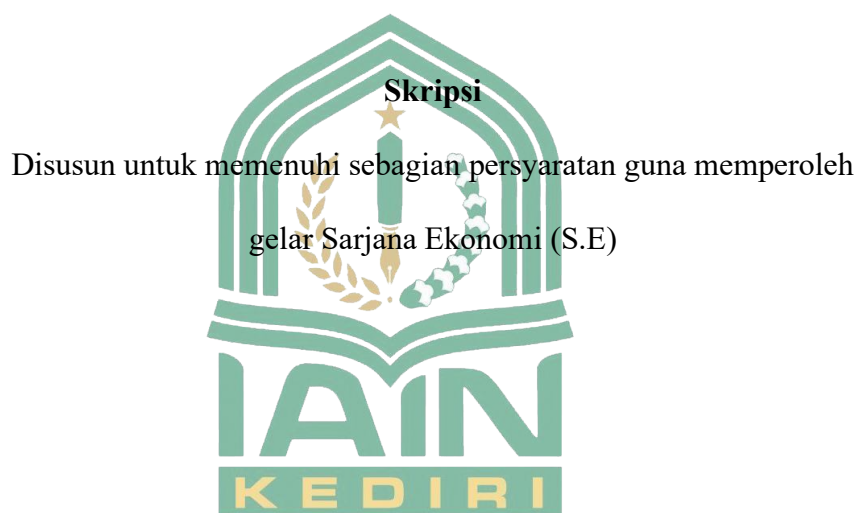 Skripsi
Disusun untuk memenuhi sebagian persyaratan guna memperoleh
gelar Sarjana Ekonomi (S.E)
IAIN
KEDIRI